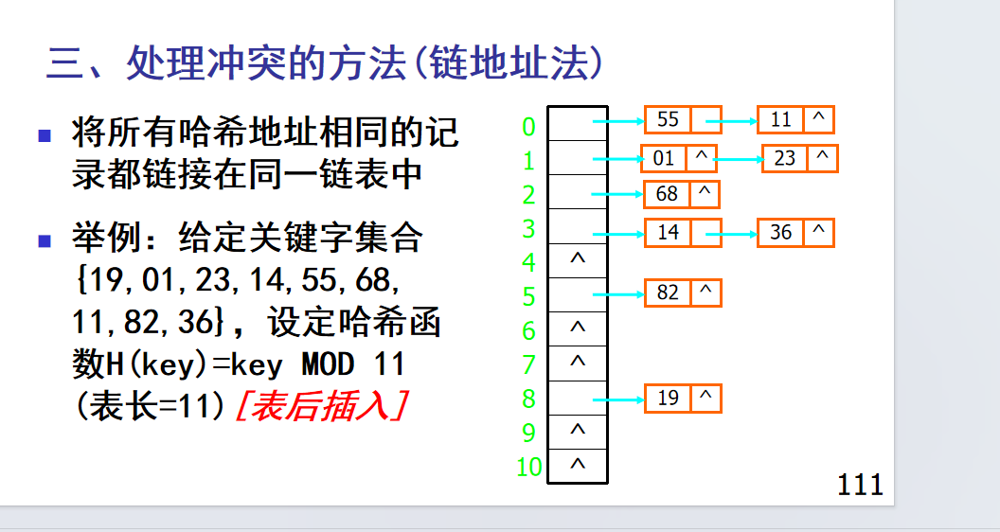 三、处理冲突的方法(链地址法)
将所有哈希地址相同的记
录都链接在同一链表中
举例：给定关键字集合
{19,01,23,14,55,68,
11,82,36}，设定哈希函
数H(key)=key MOD 11
(表长=11)[表后插入]
0 55 11 ^
1 01 ^ 23 ^
2 68 ^
3 14 36 ^
4 ^
5 82 ^
6 ^
7 ^
8 19 ^
9 ^
10 ^
111